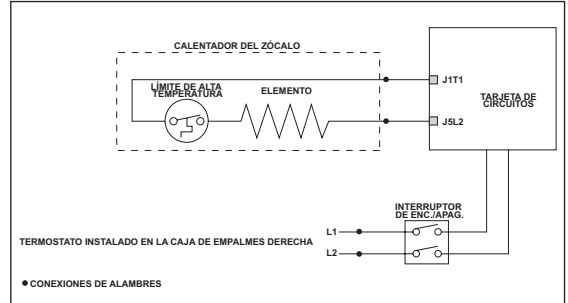 CALENTADOR DEL ZÓCALO
LÍMITE DE ALTA
TEMPERATURA
ELEMENTO
J1T1
TARJETA DE
CIRCUITOS
J5L2
INTERRUPTOR
DE ENC./APAG.
L1
TERMOSTATO INSTALADO EN LA CAJA DE EMPALMES DERECHA
L2
CONEXIONES DE ALAMBRES